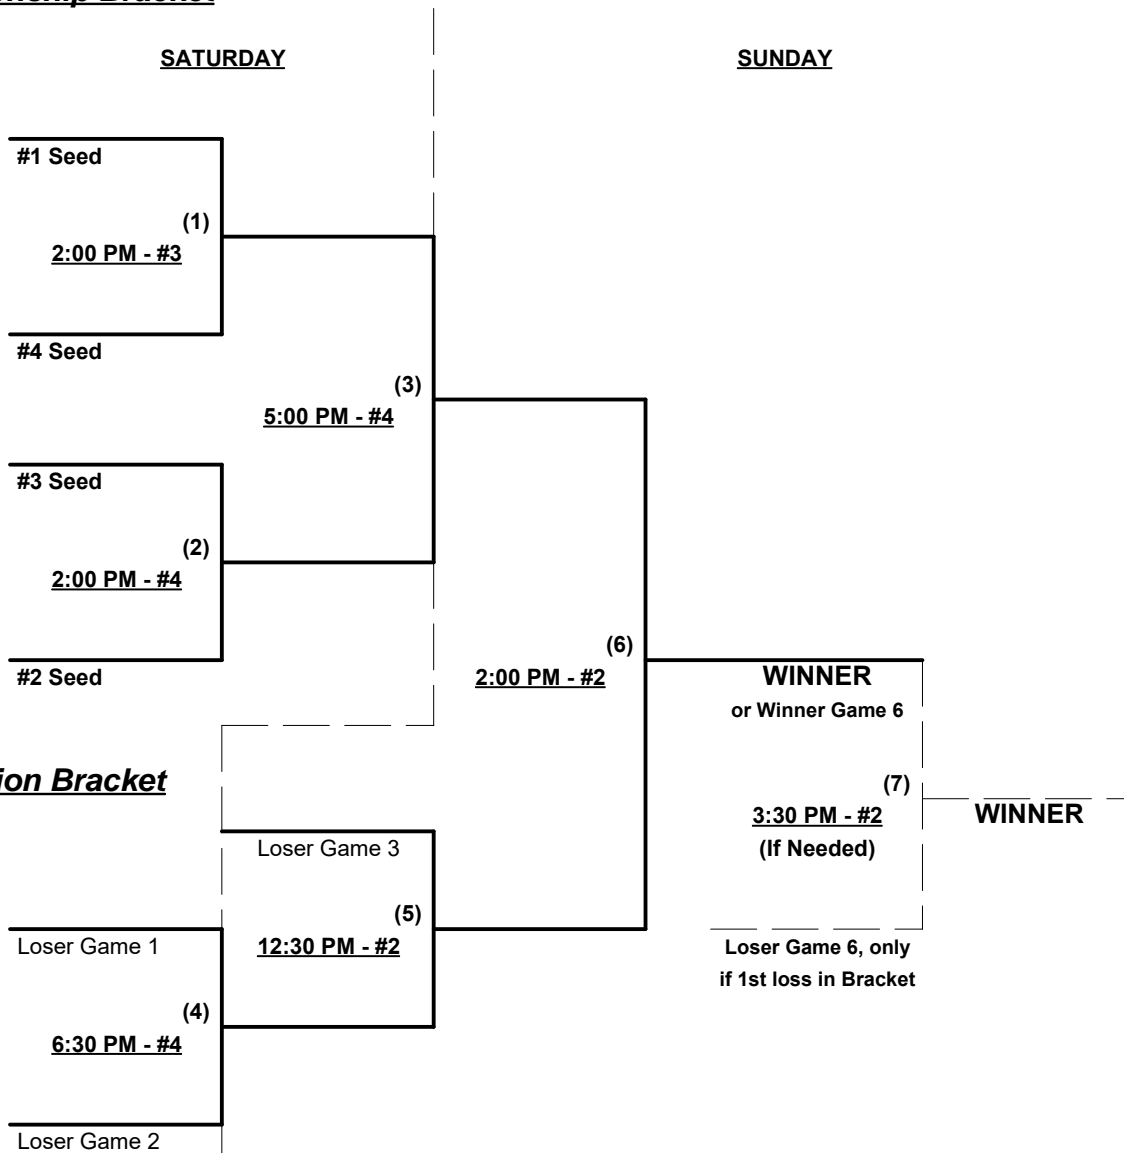 SATURDAY
SUNDAY
#1 Seed
(1)
2:00 PM - #3
#4 Seed
(3)
5:00 PM - #4
#3 Seed
(2)
2:00 PM - #4
#2 Seed
(6)
2:00 PM - #2
WINNER
or Winner Game 6
Bracket
(7)
3:30 PM - #2
(If Needed)
WINNER
Loser Game 3
(5)
12:30 PM - #2
Loser Game 1
Loser Game 6, only
if 1st loss in Bracket
(4)
6:30 PM - #4
Loser Game 2